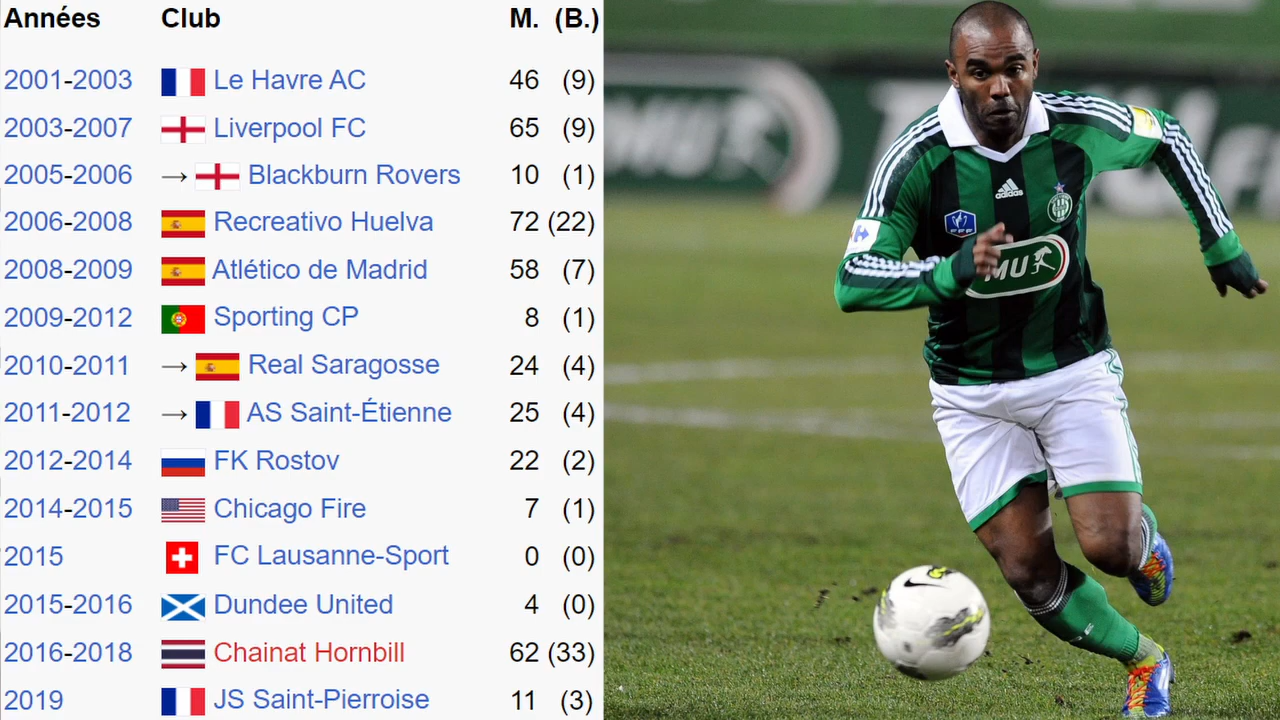 Années Club M. (B.)
2001-2003 Le Havre AC 46 (9)
2003-2007 Liverpool FC 65 (9)
2005-2006 → Blackburn Rovers 10 (1)
2006-2008 Recreativo Huelva 72 (22)
2008-2009 Atlético de Madrid 58 (7)
2009-2012 Sporting CP 8 (1)
2010-2011 → Real Saragosse 24 (4)
2011-2012 → AS Saint-Étienne 25 (4)
2012-2014 FK Rostov 22 (2)
2014-2015 Chicago Fire 7 (1)
2015 FC Lausanne-Sport 0 (0)
2015-2016 Dundee United 4 (0)
2016-2018 Chainat Hornbill 62 (33)
2019 JS Saint-Pierroise 11 (3)
adidas
MU